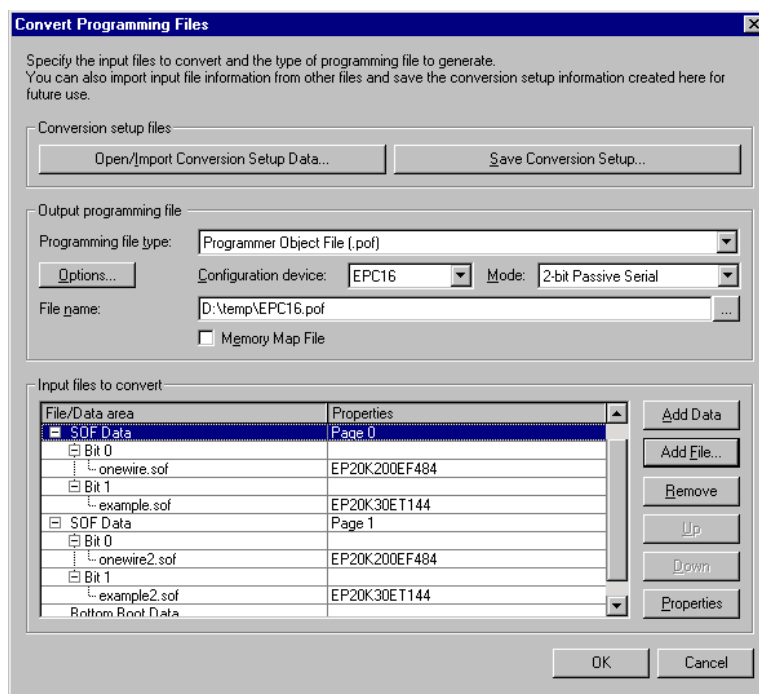 Convert Programming Files
Specify the input files to convert and the type of programming file to generate.
You can also import input file information from other files and save the conversion setup information created here for
future use.
Conversion setup files
Open/Import Conversion Setup Data... Save Conversion Setup...
Output programming file
Programming file type: Programmer Object File (.pof)
Options... Configuration device: EPC16 Mode: 2-bit Passive Serial
File name: D:\temp\EPC16.pof ...
Memory Map File
Input files to convert
File/Data area Properties Add Data
SOF Data Page 0
Bit 0 Add File...
onewire.sof EP20K200EF484
Bit 1 Remove
example.sof EP20K30ET144
SOF Data Page 1 Up
Bit 0
onewire2.sof EP20K200EF484 Down
Bit 1
example2.sof EP20K30ET144 Properties
Bottom Boot Data
OK Cancel